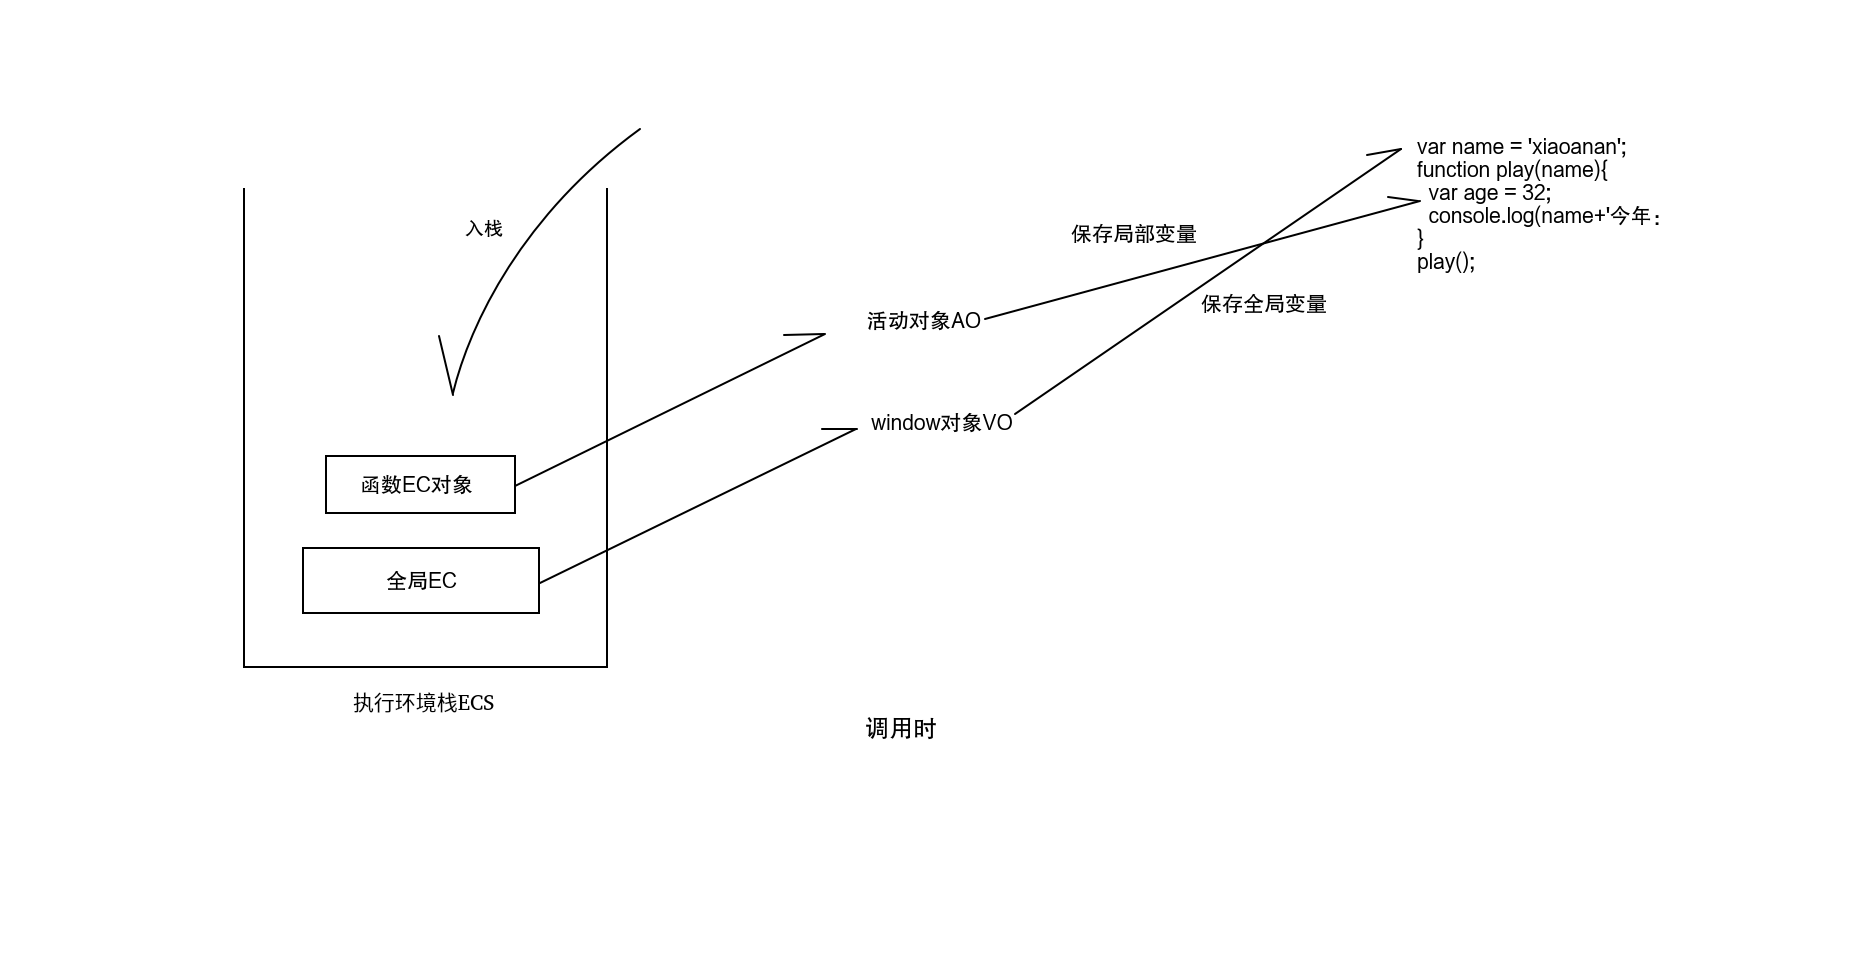 var name = 'xiaoanan';
function play(name){
var age = 32;
console.log(name+'今年：
}
play();
入栈
保存局部变量
保存全局变量
活动对象AO
window对象VO
函数EC对象
全局EC
执行环境栈ECS
调用时